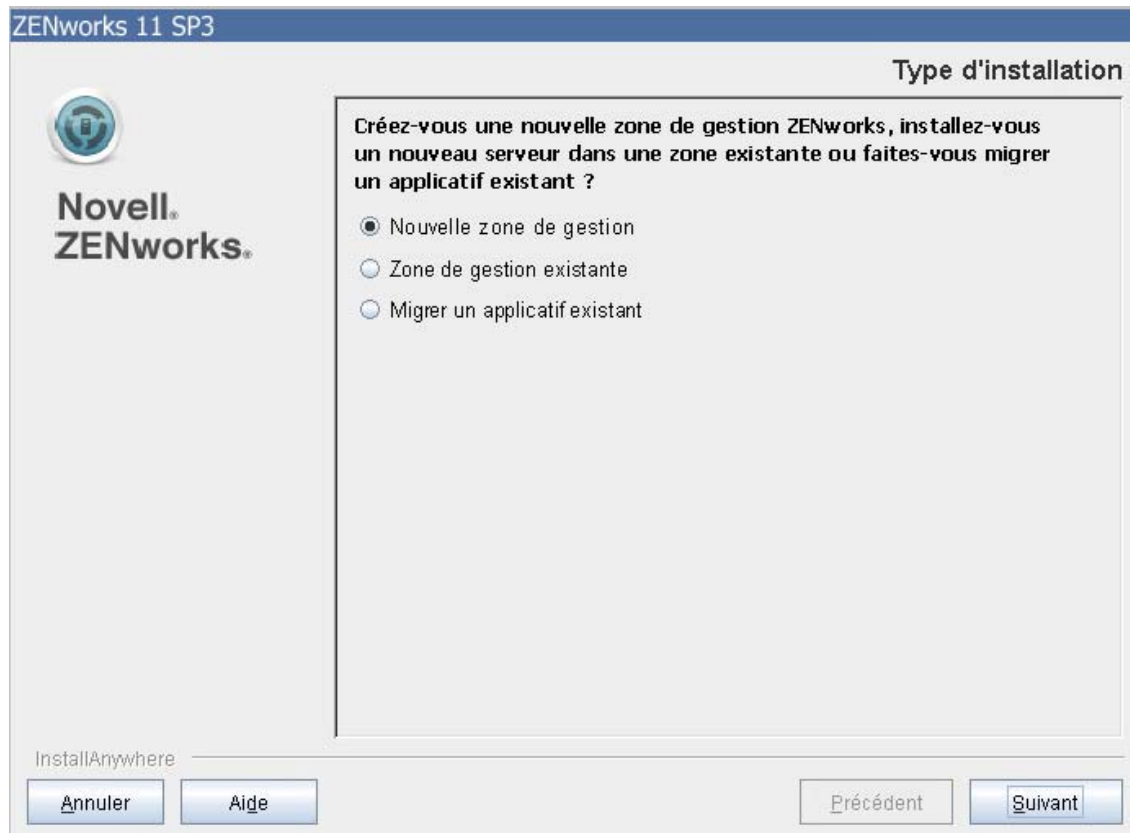 ZENworks 11 SP3
Type d'installation
Novell®
ZENworks®
Créez-vous une nouvelle zone de gestion ZENworks, installez-vous
un nouveau serveur dans une zone existante ou faites-vous migrer
un applicatif existant ?
Nouvelle zone de gestion
Zone de gestion existante
Migrer un applicatif existant
InstallAnywhere
Annuler
Aide
Précédent
Suivant